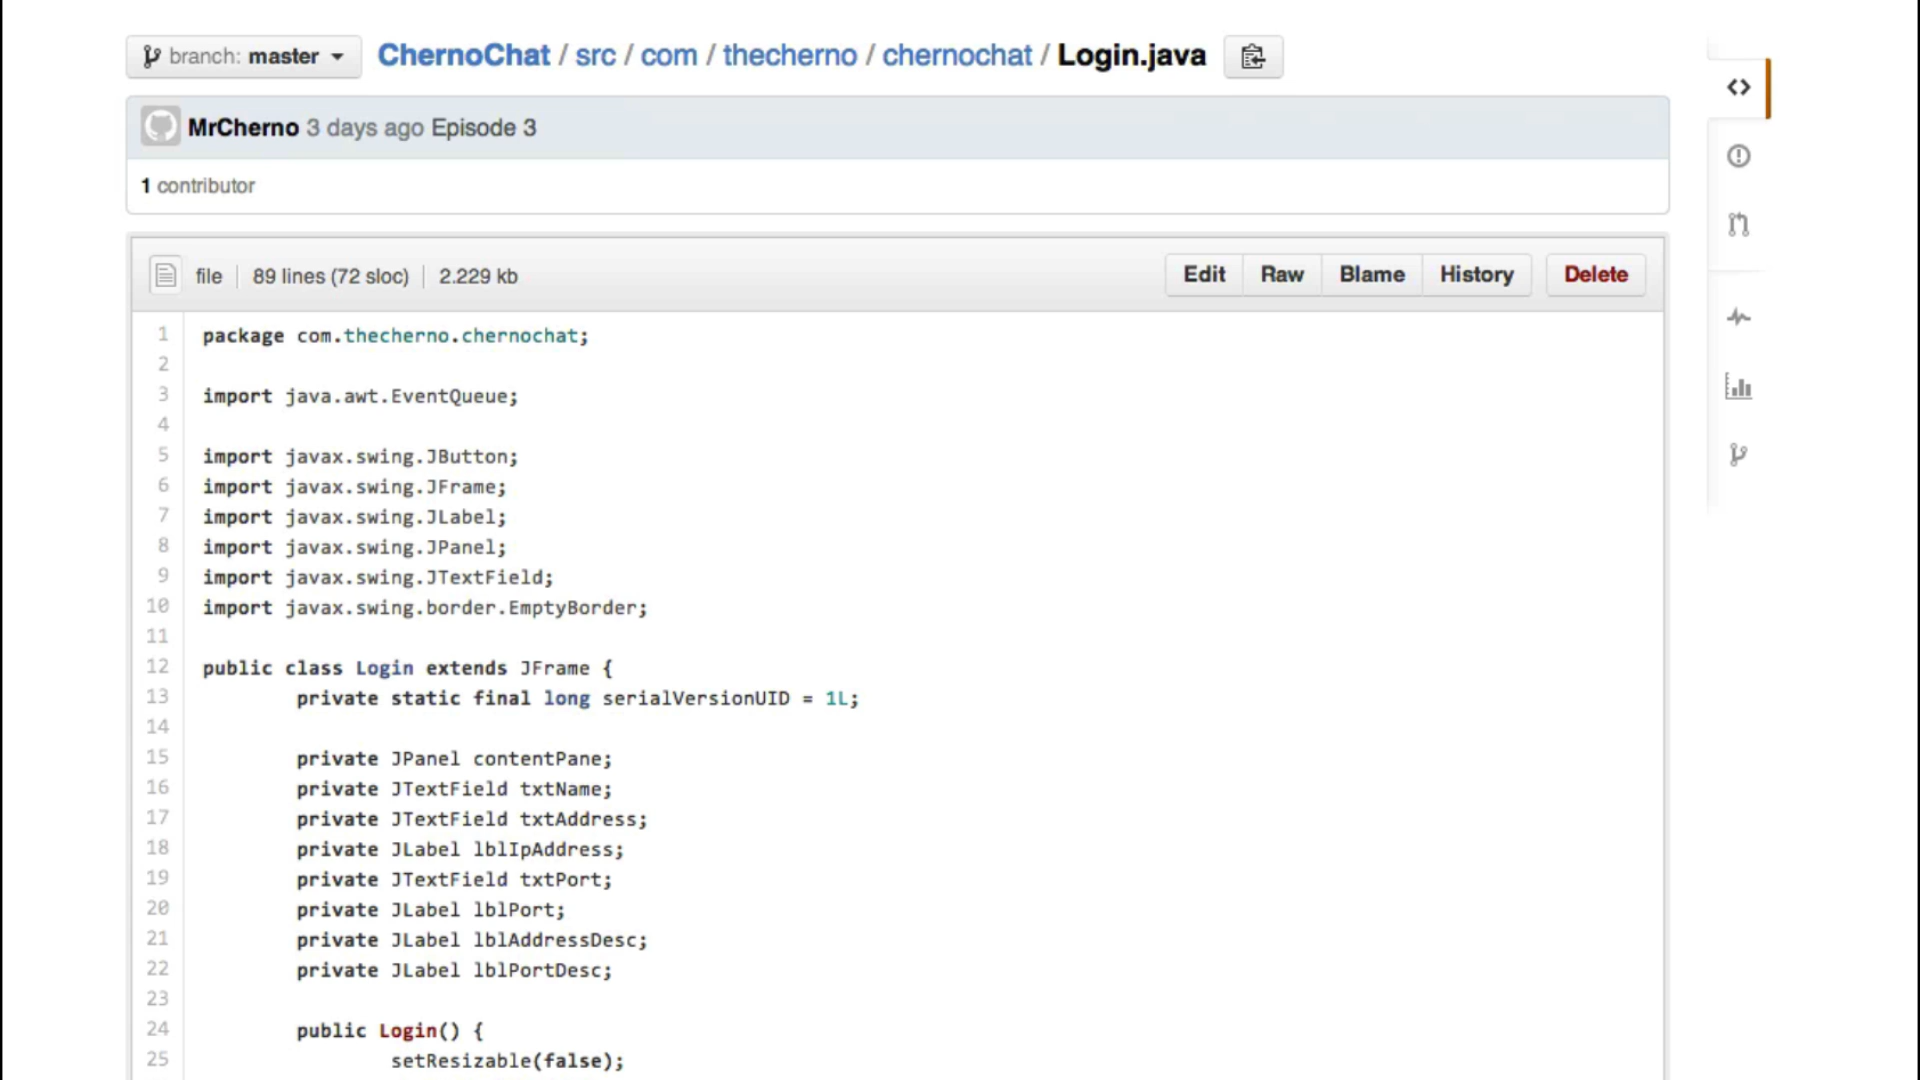 branch: master ChernoChat / src / com / thecherno / chernochat / Login.java
MrCherno 3 days ago Episode 3
1 contributor
file 89 lines (72 sloc) 2.229 kb Edit Raw Blame History Delete
1 package com.thecherno.chernochat;
2
3 import java.awt.EventQueue;
4
5 import javax.swing.JButton;
6 import javax.swing.JFrame;
7 import javax.swing.JLabel;
8 import javax.swing.JPanel;
9 import javax.swing.JTextField;
10 import javax.swing.border.EmptyBorder;
11
12 public class Login extends JFrame {
13 private static final long serialVersionUID = 1L;
14
15 private JPanel contentPane;
16 private JTextField txtName;
17 private JTextField txtAddress;
18 private JLabel lblIpAddress;
19 private JTextField txtPort;
20 private JLabel lblPort;
21 private JLabel lblAddressDesc;
22 private JLabel lblPortDesc;
23
24 public Login() {
25 setResizable(false);